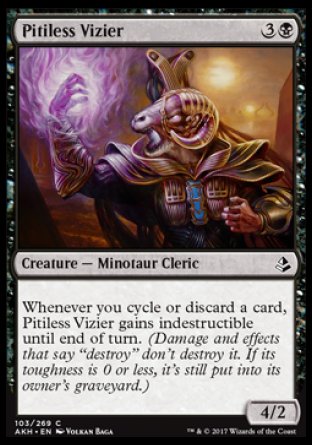 Pitiless Vizier 3
Creature — Minotaur Cleric
Whenever you cycle or discard a card,
Pitiless Vizier gains indestructible
until end of turn. (Damage and effects
that say “destroy” don’t destroy it. If its
toughness is 0 or less, it’s still put into its
owner’s graveyard.)
4/2
103/269 C
AKH • EN Volkan Baga
™ & © 2017 Wizards of the Coast